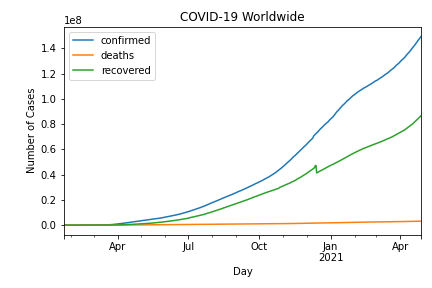 COVID-19 Worldwide
1e8
confirmed
deaths
recovered
Number of Cases
1.4
1.2
1.0
0.8
0.6
0.4
0.2
0.0
Apr Jul Oct Jan Apr
2021
Day